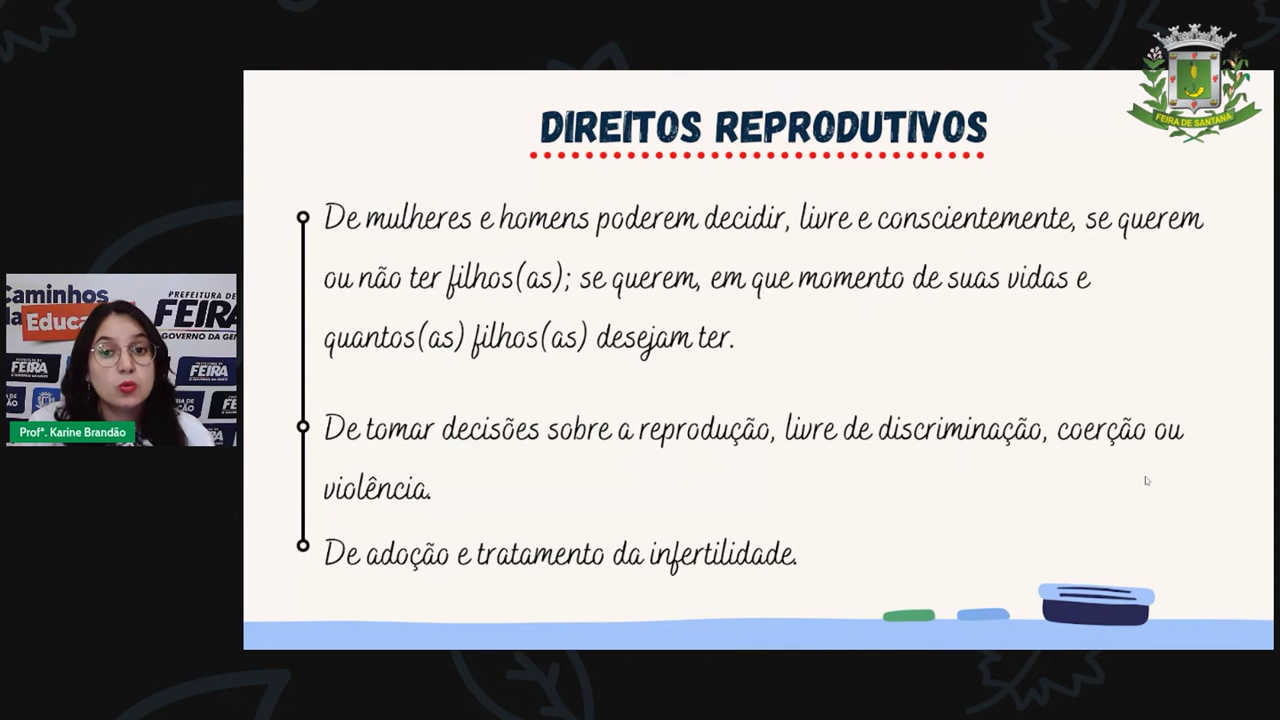 FEIRA DE SANTANA
DIREITOS REPRODUTIVOS
De mulheres e homens poderem decidir, livre e conscientemente, se querem
ou não ter filhos(as); se querem, em que momento de suas vidas e
quantos(as) filhos(as) desejam ter.
De tomar decisões sobre a reprodução, livre de discriminação, coerção ou
violência.
De adoção e tratamento da infertilidade.
Caminhos
da
Educa
PREFEITURA DE
FEIRA
GOVERNO DA GEN
FEIRA
FEIRA
Profª. Karine Brandão